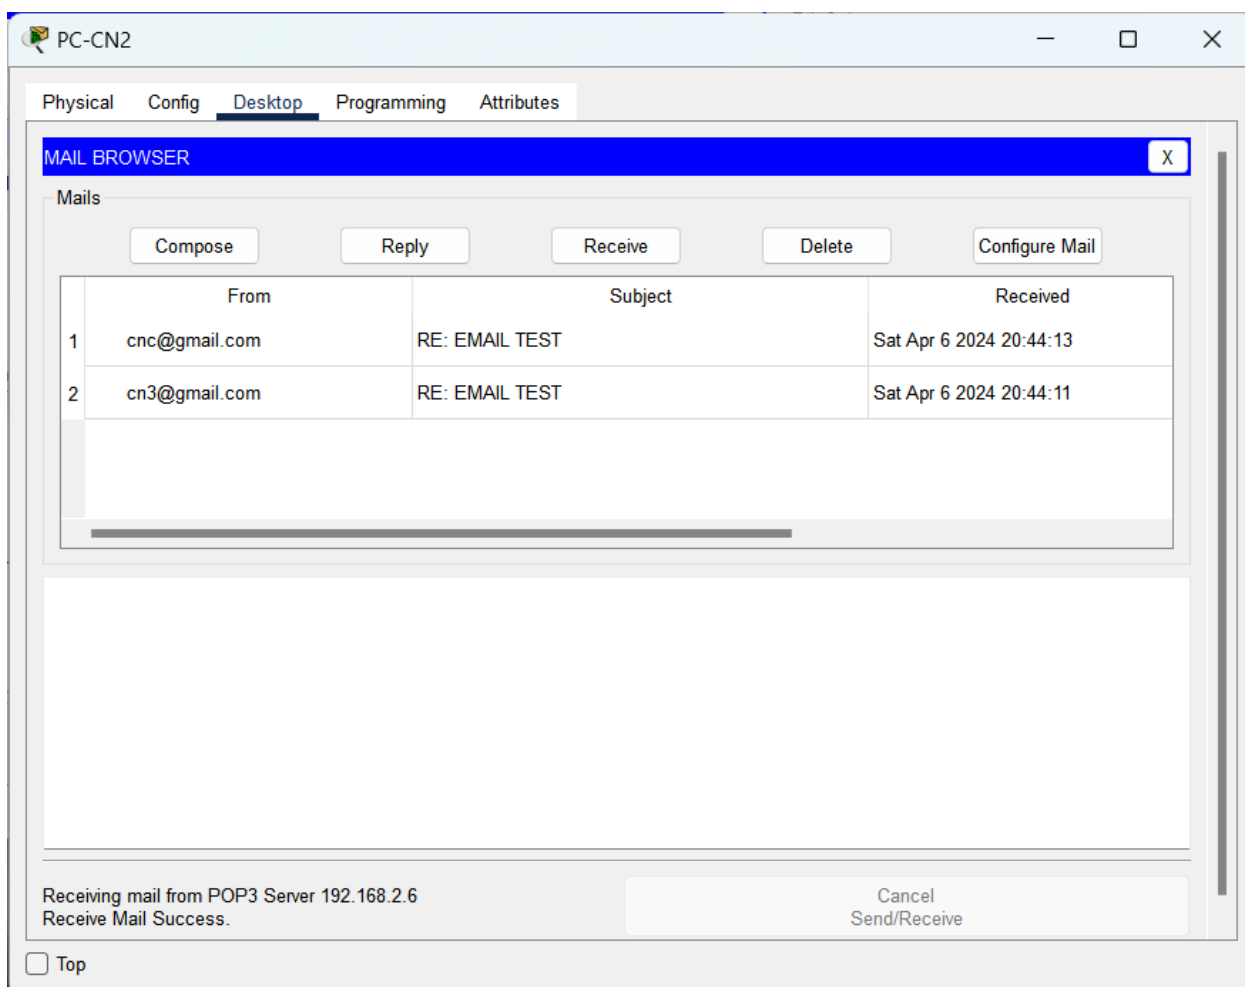 PC-CN2
Physical Config Desktop Programming Attributes
MAIL BROWSER X
Mails
Compose Reply Receive Delete Configure Mail
From Subject Received
1 cnc@gmail.com RE: EMAIL TEST Sat Apr 6 2024 20:44:13
2 cn3@gmail.com RE: EMAIL TEST Sat Apr 6 2024 20:44:11
Receiving mail from POP3 Server 192.168.2.6
Receive Mail Success.
Cancel
Send/Receive
Top